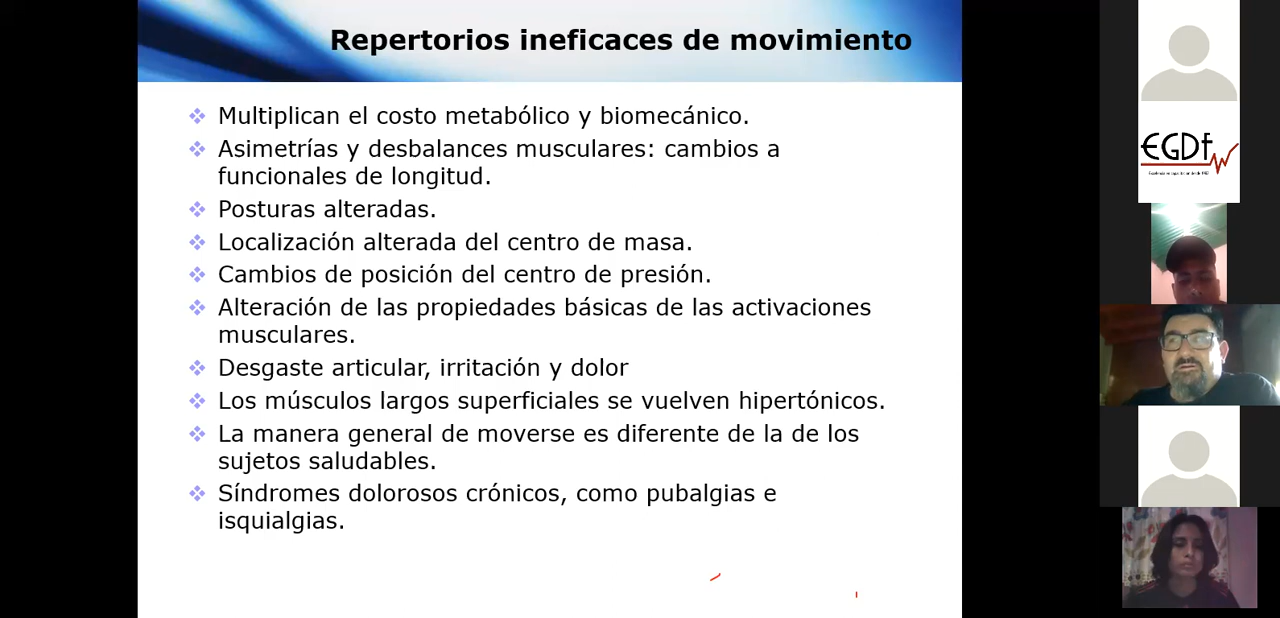 Repertorios ineficaces de movimiento
Multiplican el costo metabólico y biomecánico.
Asimetrías y desbalances musculares: cambios a
funcionales de longitud.
Posturas alteradas.
Localización alterada del centro de masa.
Cambios de posición del centro de presión.
Alteración de las propiedades básicas de las activaciones
musculares.
Desgaste articular, irritación y dolor
Los músculos largos superficiales se vuelven hipertónicos.
La manera general de moverse es diferente de la de los
sujetos saludables.
Síndromes dolorosos crónicos, como pubalgias e
isquialgias.
EGDf